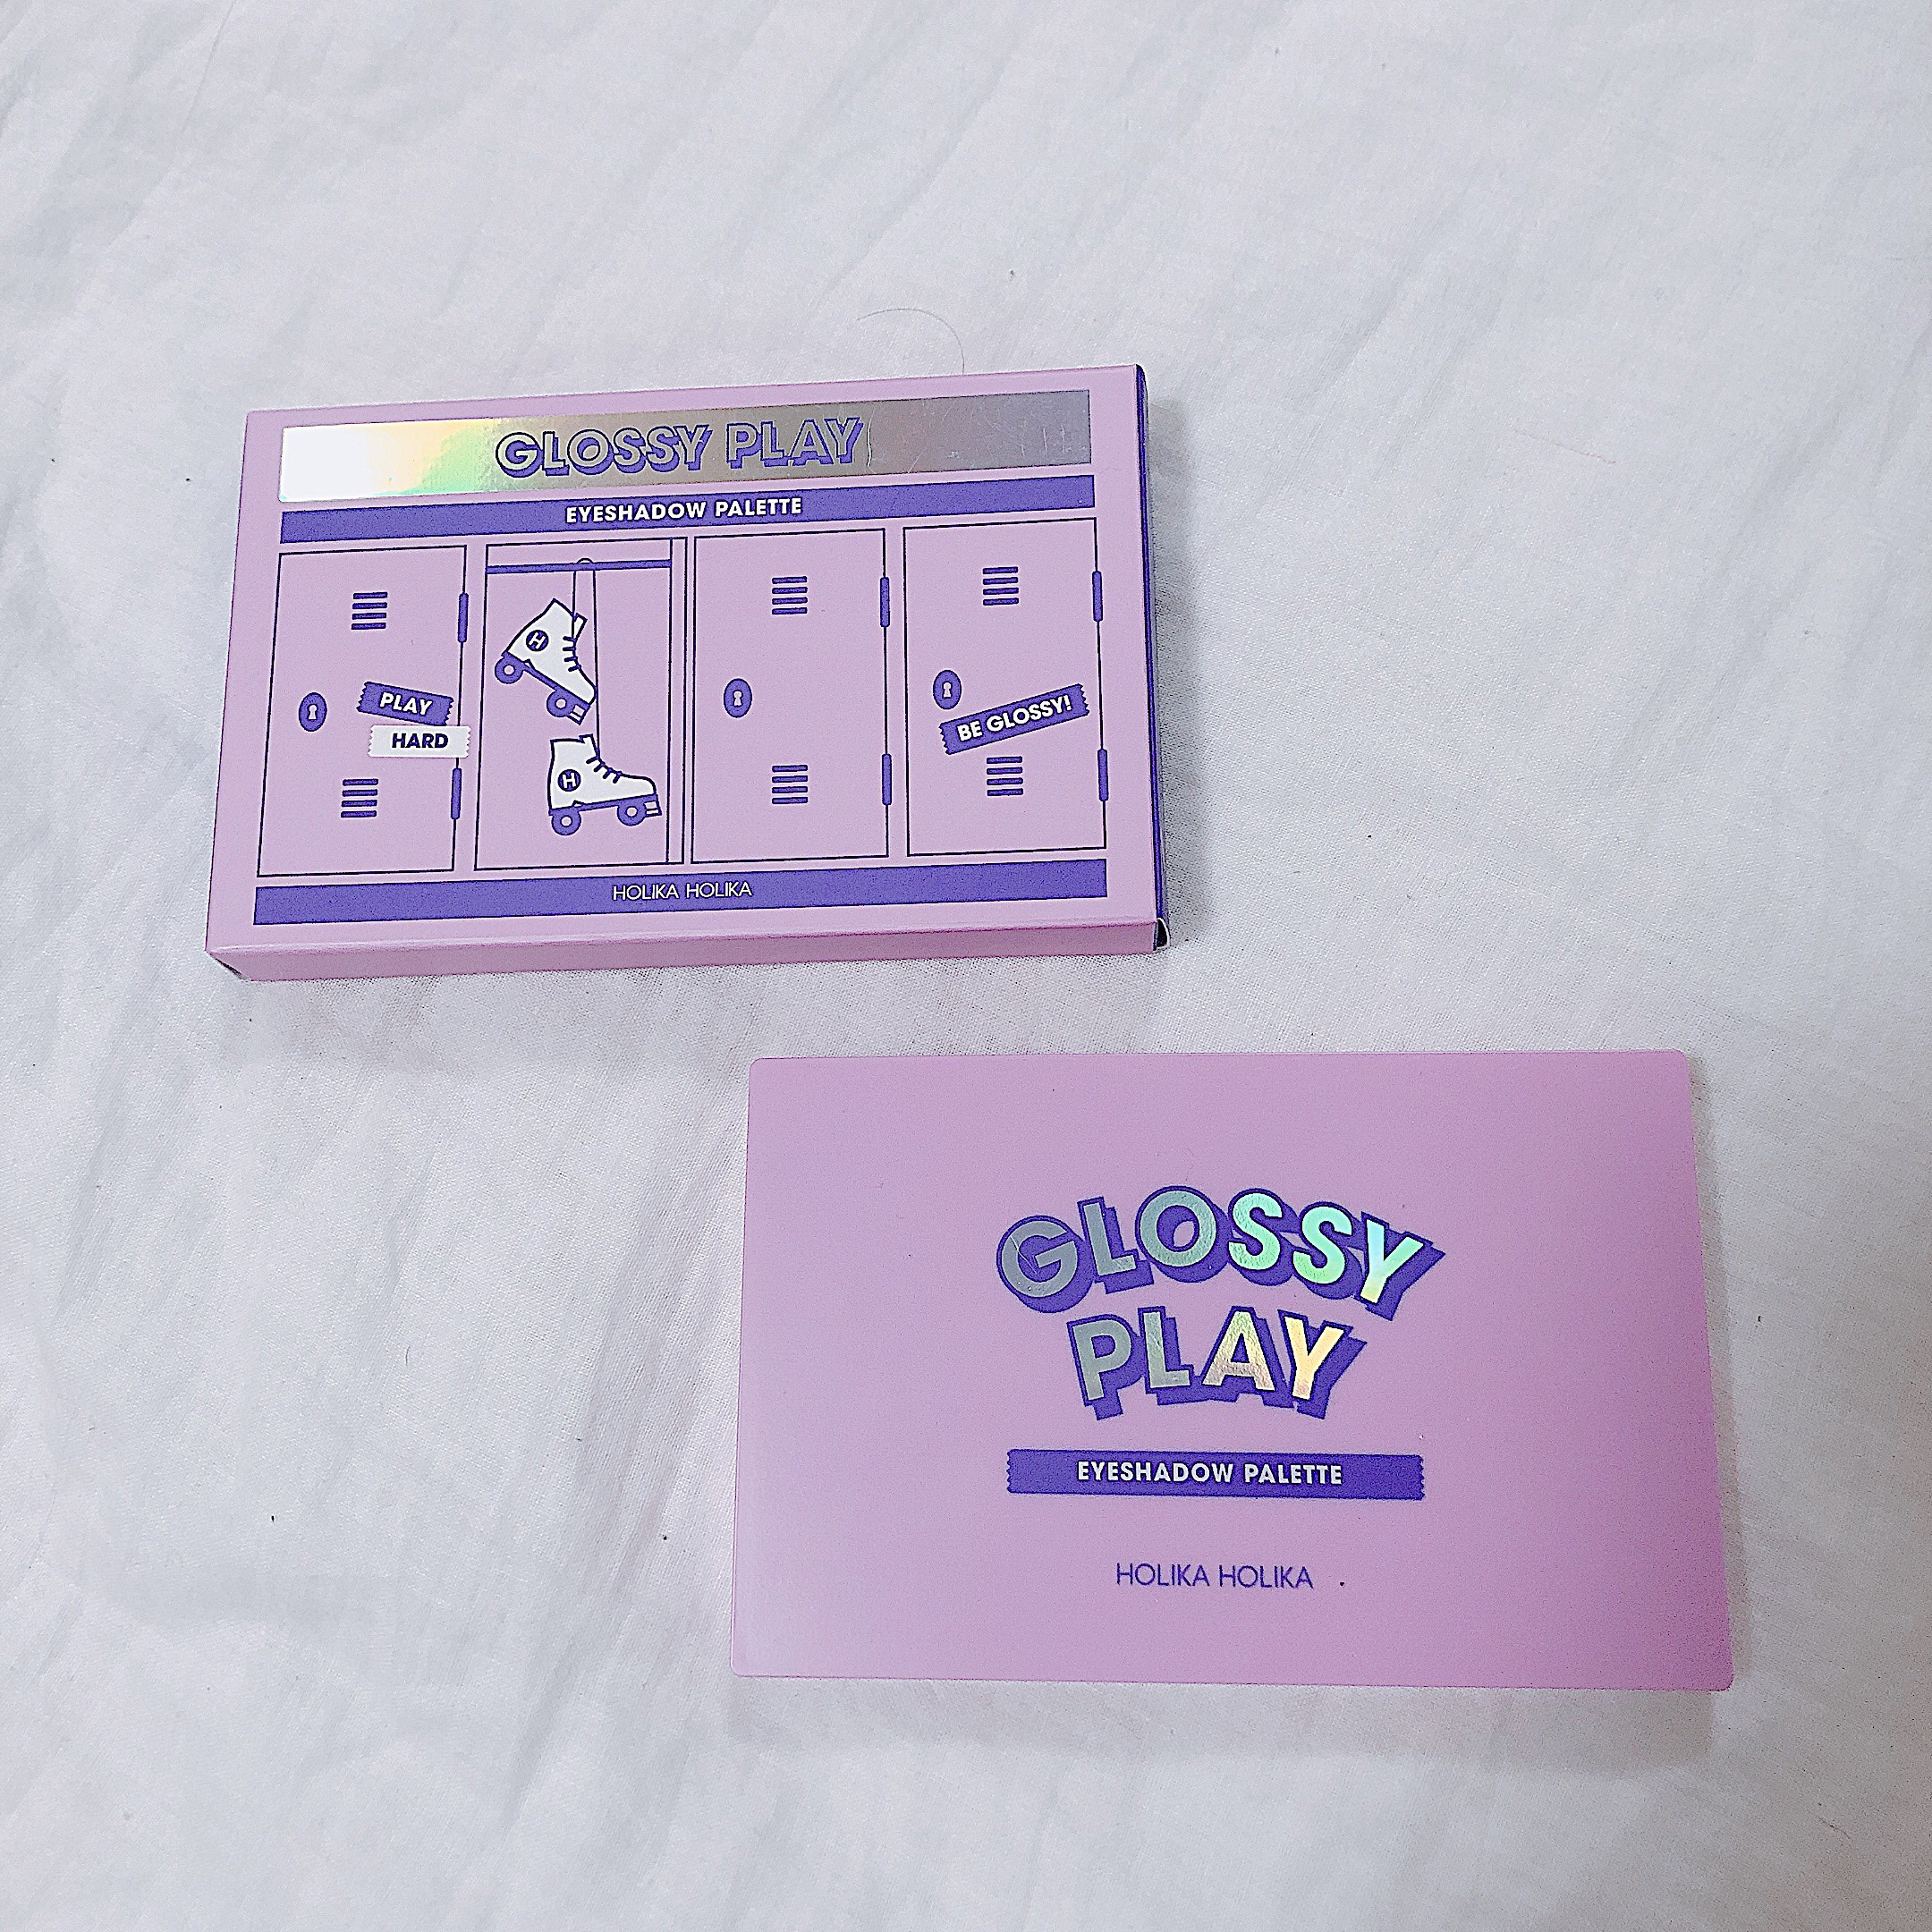 GLOSSY PLAY
EYESHADOW PALETTE
H
PLAY
HARD
BE GLOSSY!
H
HOLIKA HOLIKA
GLOSSY
PLAY
EYESHADOW PALETTE
HOLIKA HOLIKA